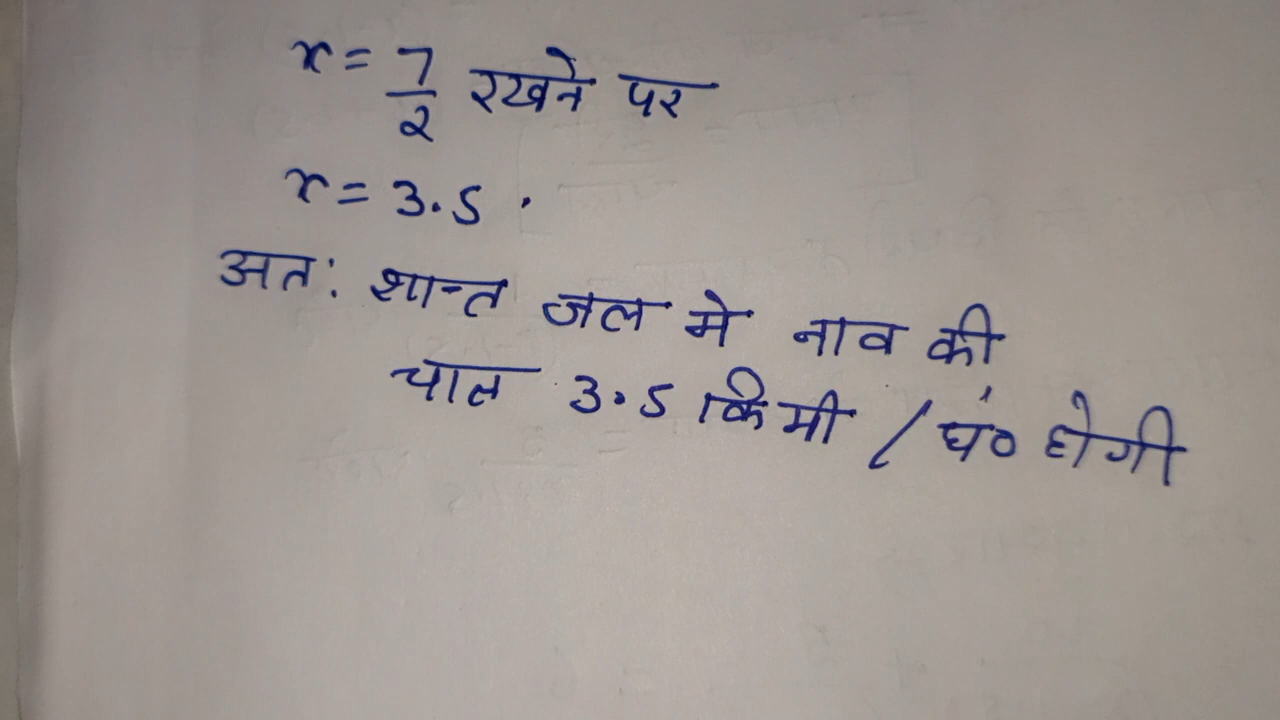 x = 7/2 रखने पर
x = 3.5 .
अत: शान्त जल मे नाव की
चाल 3.5 किमी / घं० होगी